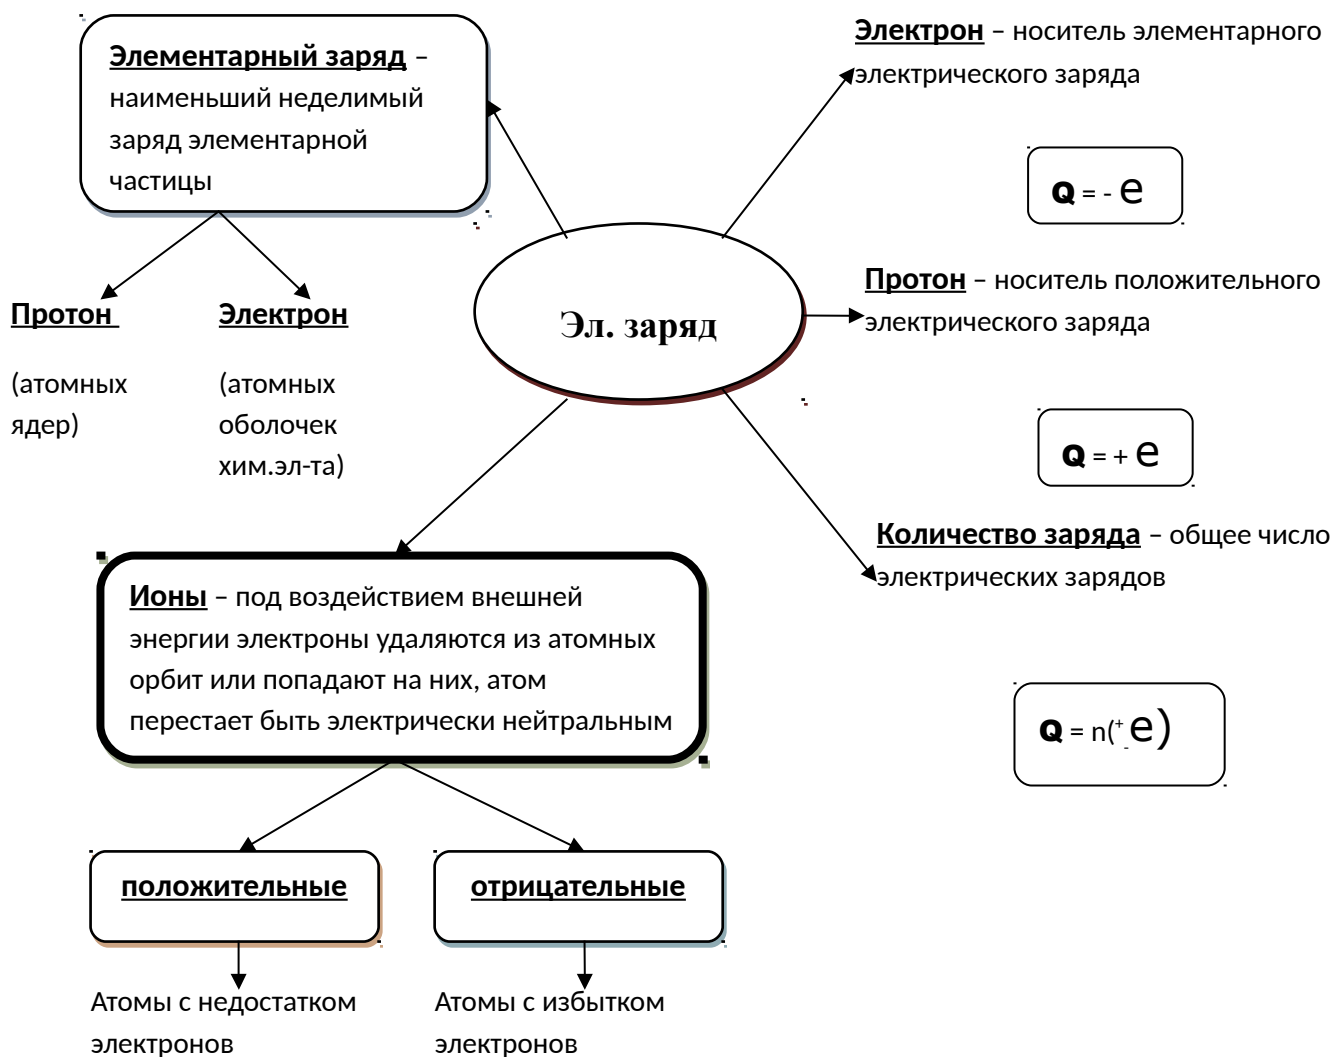 Элементарный заряд –
наименьший неделимый
заряд элементарной
частицы
Электрон – носитель элементарного
электрического заряда
Q = - e
Протон
(атомных
ядер)
Электрон
(атомных
оболочек
хим.эл-та)
Эл. заряд
Протон – носитель положительного
электрического заряда
Q = + e
Количество заряда – общее число
электрических зарядов
Q = n(+-e)
Ионы – под воздействием внешней
энергии электроны удаляются из атомных
орбит или попадают на них, атом
перестает быть электрически нейтральным
положительные
отрицательные
Атомы с недостатком
электронов
Атомы с избытком
электронов